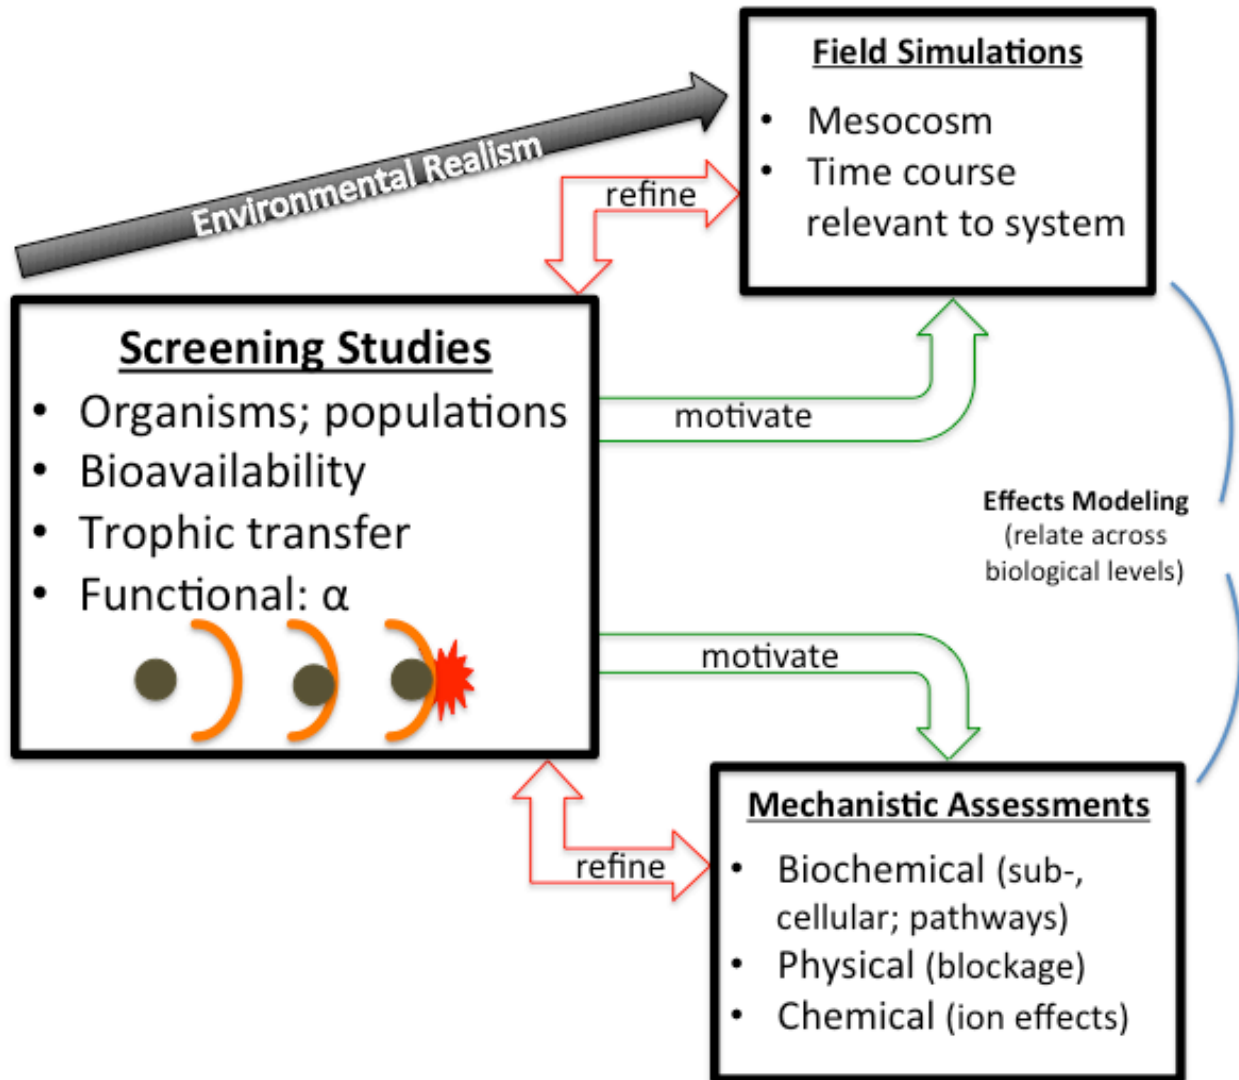 Field Simulations
• Mesocosm
• Time course
relevant to system
Environmental Realism
refine
Screening Studies
• Organisms; populations
• Bioavailability
• Trophic transfer
• Functional: α
motivate
Effects Modeling
(relate across
biological levels)
motivate
refine
Mechanistic Assessments
• Biochemical (sub-,
cellular; pathways)
• Physical (blockage)
• Chemical (ion effects)